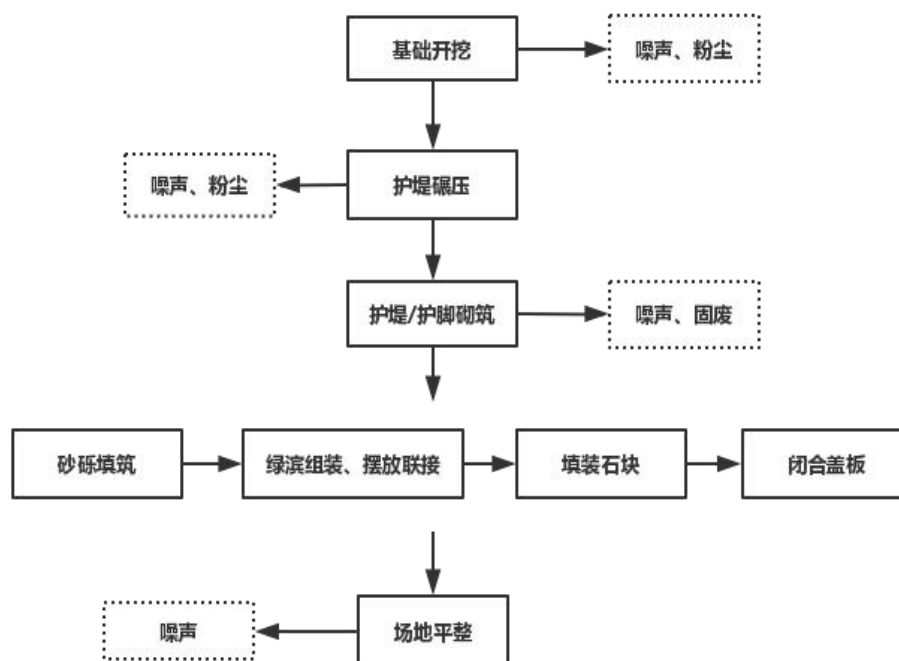 基础开挖
噪声、粉尘
噪声、粉尘
护堤碾压
护堤/护脚砌筑
噪声、固废
砂砾填筑
绿滨组装、摆放联接
填装石块
闭合盖板
噪声
场地平整